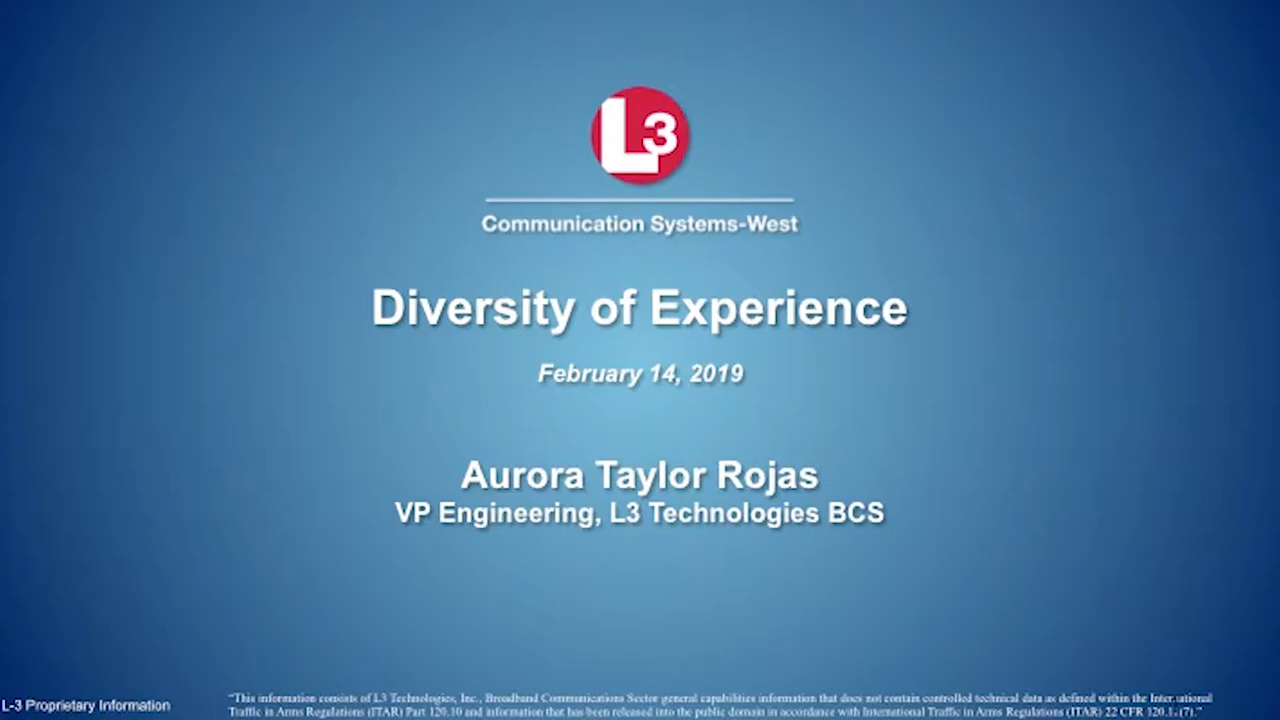 L3
Communication Systems-West
Diversity of Experience
February 14, 2019
Aurora Taylor Rojas
VP Engineering, L3 Technologies BCS
L-3 Proprietary Information
“This information consists of L3 Technologies, Inc., Broadband Communications Sector general capabilities information that does not contain controlled technical data as defined within the International
Traffic in Arms Regulations (ITAR) Part 120.10 and information that has been released into the public domain in accordance with International Traffic in Arms Regulations (ITAR) 22 CFR 120.11(7).”